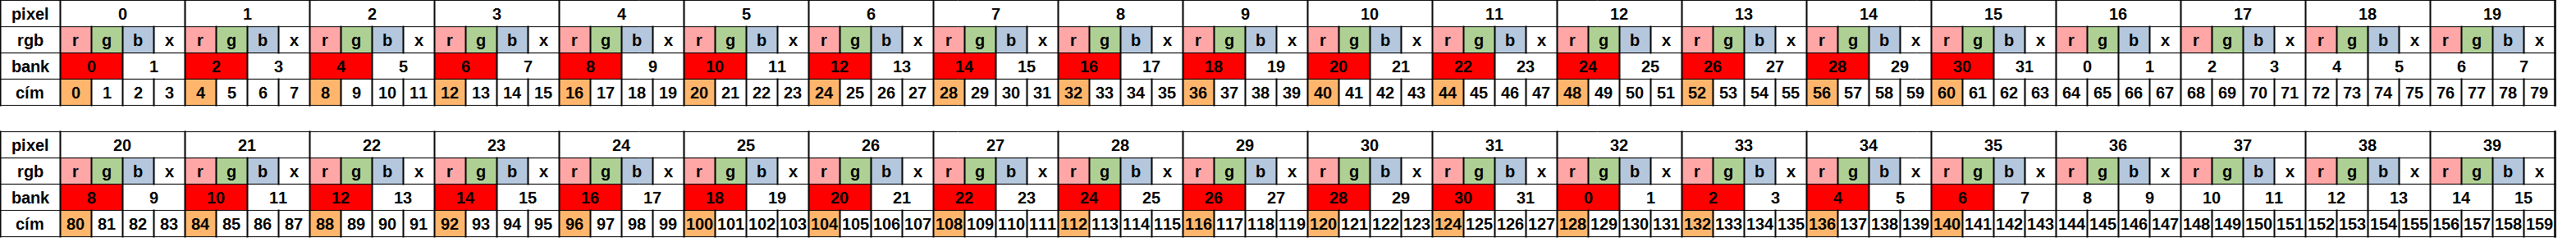 pixel 0 1 2 3 4 5 6 7 8 9 10 11 12 13 14 15 16 17 18 19
rgb r g b x r g b x r g b x r g b x r g b x r g b x r g b x r g b x r g b x r g b x r g b x r g b x r g b x r g b x r g b x r g b x r g b x r g b x r g b x r g b x
bank 0 1 2 3 4 5 6 7 8 9 10 11 12 13 14 15 16 17 18 19 20 21 22 23 24 25 26 27 28 29 30 31 0 1 2 3 4 5 6 7
cím 0 1 2 3 4 5 6 7 8 9 10 11 12 13 14 15 16 17 18 19 20 21 22 23 24 25 26 27 28 29 30 31 32 33 34 35 36 37 38 39 40 41 42 43 44 45 46 47 48 49 50 51 52 53 54 55 56 57 58 59 60 61 62 63 64 65 66 67 68 69 70 71 72 73 74 75 76 77 78 79
pixel 20 21 22 23 24 25 26 27 28 29 30 31 32 33 34 35 36 37 38 39
rgb r g b x r g b x r g b x r g b x r g b x r g b x r g b x r g b x r g b x r g b x r g b x r g b x r g b x r g b x r g b x r g b x r g b x r g b x r g b x r g b x
bank 8 9 10 11 12 13 14 15 16 17 18 19 20 21 22 23 24 25 26 27 28 29 30 31 0 1 2 3 4 5 6 7 8 9 10 11 12 13 14 15
cím 80 81 82 83 84 85 86 87 88 89 90 91 92 93 94 95 96 97 98 99 100 101 102 103 104 105 106 107 108 109 110 111 112 113 114 115 116 117 118 119 120 121 122 123 124 125 126 127 128 129 130 131 132 133 134 135 136 137 138 139 140 141 142 143 144 145 146 147 148 149 150 151 152 153 154 155 156 157 158 159